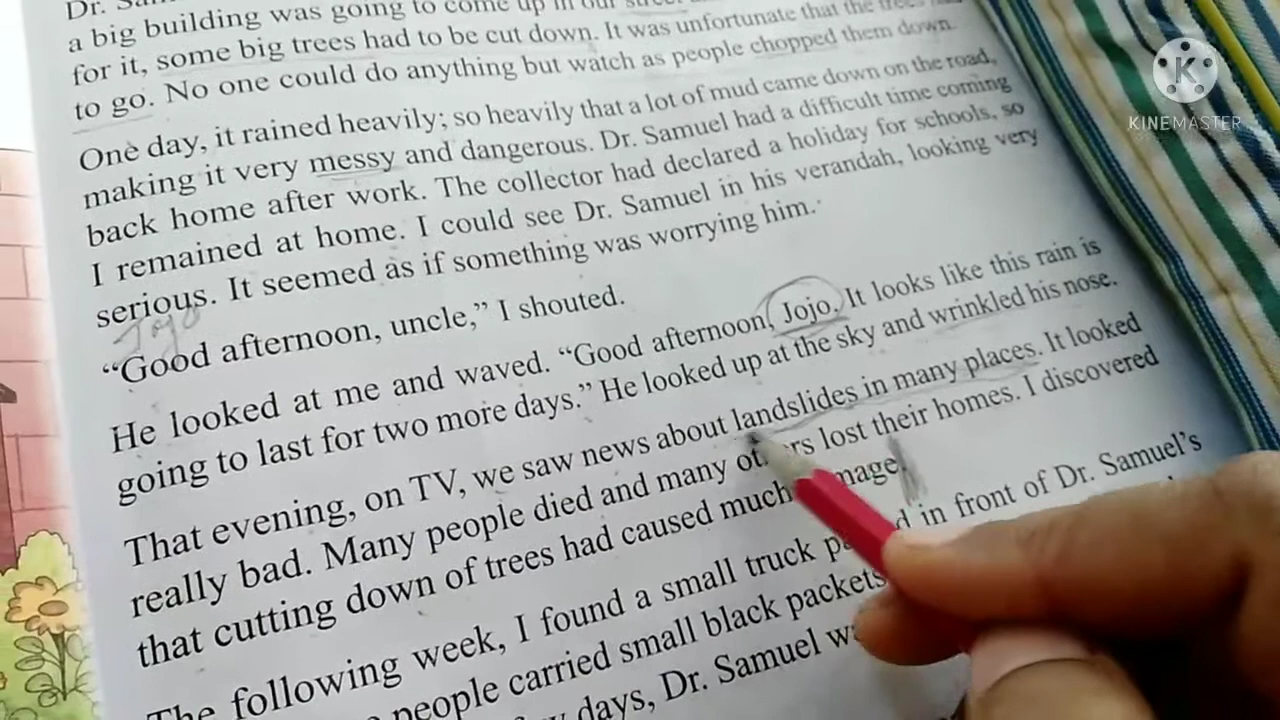 Dr.
a big building was going to come up in our street
for it, some big trees had to be cut down. It was unfortunate that the trees had
to go. No one could do anything but watch as people chopped them down.
One day, it rained heavily; so heavily that a lot of mud came down on the road,
making it very messy and dangerous. Dr. Samuel had a difficult time coming
back home after work. The collector had declared a holiday for schools, so
I remained at home. I could see Dr. Samuel in his verandah, looking very
serious. It seemed as if something was worrying him.
Jojo
“Good afternoon, uncle,” I shouted.
He looked at me and waved. “Good afternoon, Jojo. It looks like this rain is
going to last for two more days.” He looked up at the sky and wrinkled his nose.
That evening, on TV, we saw news about landslides in many places. It looked
really bad. Many people died and many others lost their homes. I discovered
that cutting down of trees had caused much damage.
The following week, I found a small truck in front of Dr. Samuel's
people carried small black packets
days, Dr. Samuel
KINEMASTER